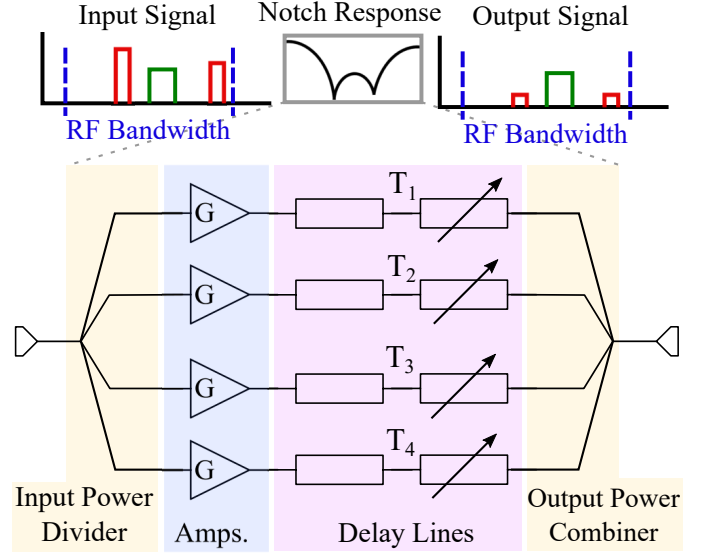 Input Signal
Notch Response
Output Signal
RF Bandwidth
RF Bandwidth
T1
G
T2
G
T3
G
T4
G
Input Power
Divider
Amps.
Delay Lines
Output Power
Combiner